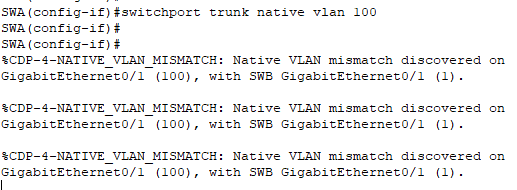 SWA(config-if)#switchport trunk native vlan 100
SWA(config-if)#
SWA(config-if)#
%CDP-4-NATIVE_VLAN_MISMATCH: Native VLAN mismatch discovered on
GigabitEthernet0/1 (100), with SWB GigabitEthernet0/1 (1).
%CDP-4-NATIVE_VLAN_MISMATCH: Native VLAN mismatch discovered on
GigabitEthernet0/1 (100), with SWB GigabitEthernet0/1 (1).
%CDP-4-NATIVE_VLAN_MISMATCH: Native VLAN mismatch discovered on
GigabitEthernet0/1 (100), with SWB GigabitEthernet0/1 (1).